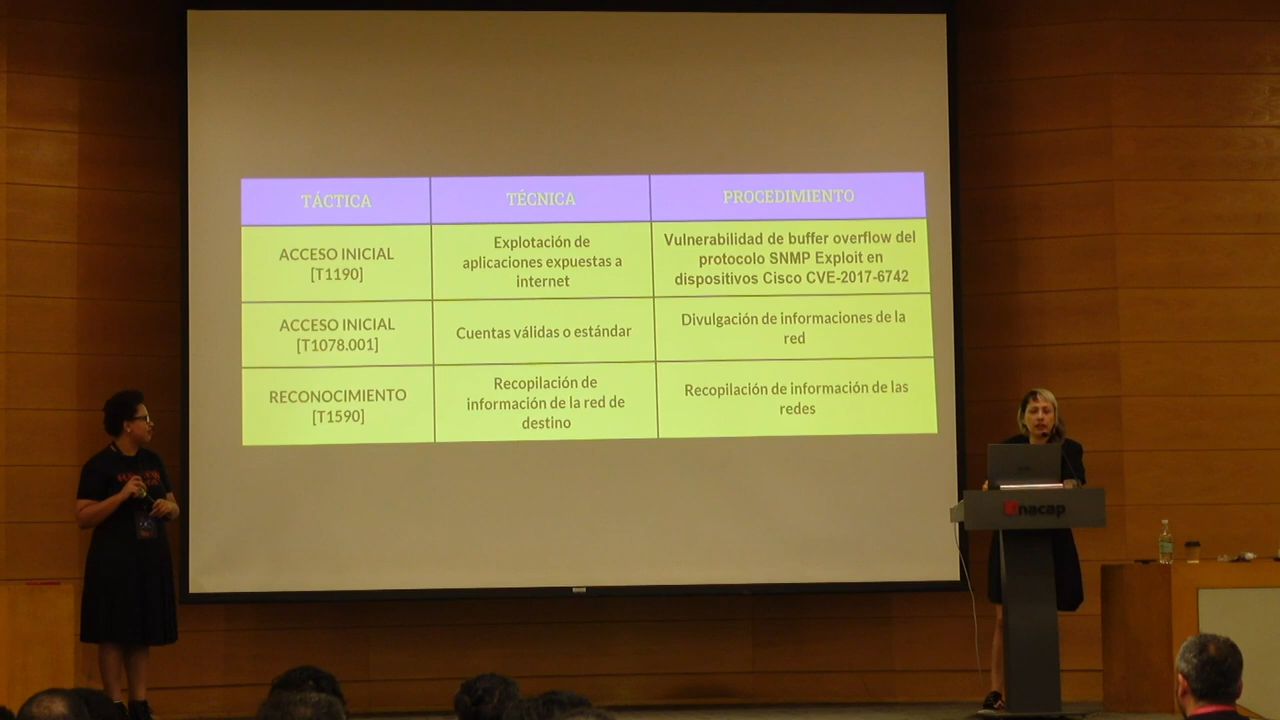 TÁCTICA
TÉCNICA
PROCEDIMIENTO
ACCESO INICIAL
[T1190]
Explotación de
aplicaciones expuestas a
internet
Vulnerabilidad de buffer overflow del
protocolo SNMP Exploit en
dispositivos Cisco CVE-2017-6742
ACCESO INICIAL
[T1078.001]
Cuentas válidas o estándar
Divulgación de informaciones de la
red
RECONOCIMIENTO
[T1590]
Recopilación de
información de la red de
destino
Recopilación de información de las
redes
inacap